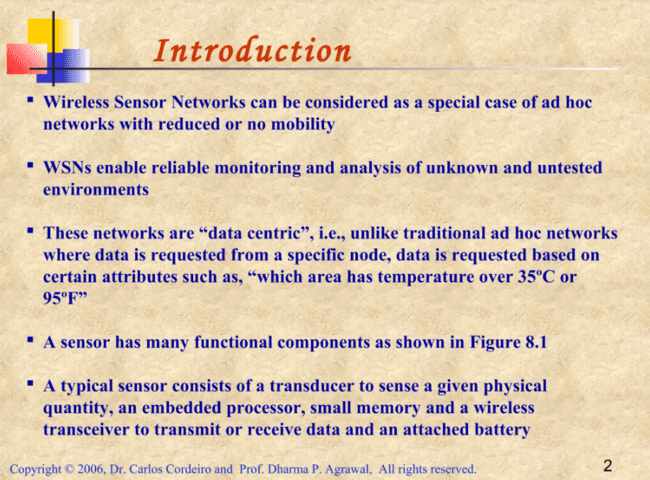 Introduction
▪ Wireless Sensor Networks can be considered as a special case of ad hoc
networks with reduced or no mobility
▪ WSNs enable reliable monitoring and analysis of unknown and untested
environments
▪ These networks are “data centric”, i.e., unlike traditional ad hoc networks
where data is requested from a specific node, data is requested based on
certain attributes such as, “which area has temperature over 35ºC or
95ºF”
▪ A sensor has many functional components as shown in Figure 8.1
▪ A typical sensor consists of a transducer to sense a given physical
quantity, an embedded processor, small memory and a wireless
transceiver to transmit or receive data and an attached battery
Copyright © 2006, Dr. Carlos Cordeiro and Prof. Dharma P. Agrawal, All rights reserved.
2